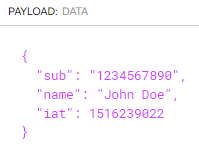 PAYLOAD: DATA
{
  "sub": "1234567890",
  "name": "John Doe",
  "iat": 1516239022
}